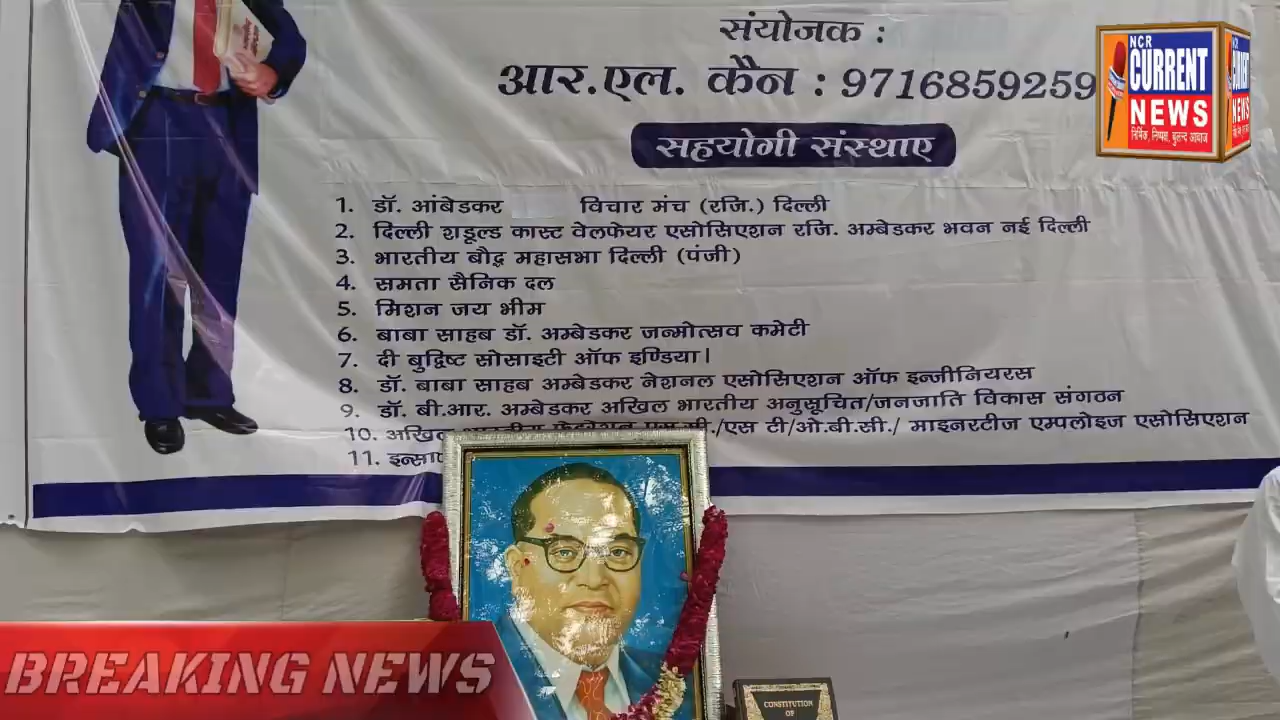 संयोजक :
आर.एल. कैन : 9716859259
सहयोगी संस्थाए
1. डॉ. आंबेडकर विचार मंच (रजि.) दिल्ली
2. दिल्ली शडूल्ड कास्ट वेलफेयर एसोसिएशन रजि. अम्बेडकर भवन नई दिल्ली
3. भारतीय बौद्ध महासभा दिल्ली (पंजी)
4. समता सैनिक दल
5. मिशन जय भीम
6. बाबा साहब डॉ. अम्बेडकर जन्मोत्सव कमेटी
7. दी बुद्विष्ट सोसाइटी ऑफ इण्डिया।
8. डॉ. बाबा साहब अम्बेडकर नेशनल एसोसिएशन ऑफ इन्जीनियरस
9. डॉ. बी.आर. अम्बेडकर अखिल भारतीय अनुसूचित/जनजाति विकास संगठन
10. अखिल भारतीय फेडरेशन एस.सी./एस टी/ओ.बी.सी./ माइनरटीज एम्पलोइज एसोसिएशन
11.
NCR
CURRENT
NEWS
निर्भिक, निष्पक्ष, बुलन्द आवाज
BREAKING NEWS
CONSTITUTION
OF